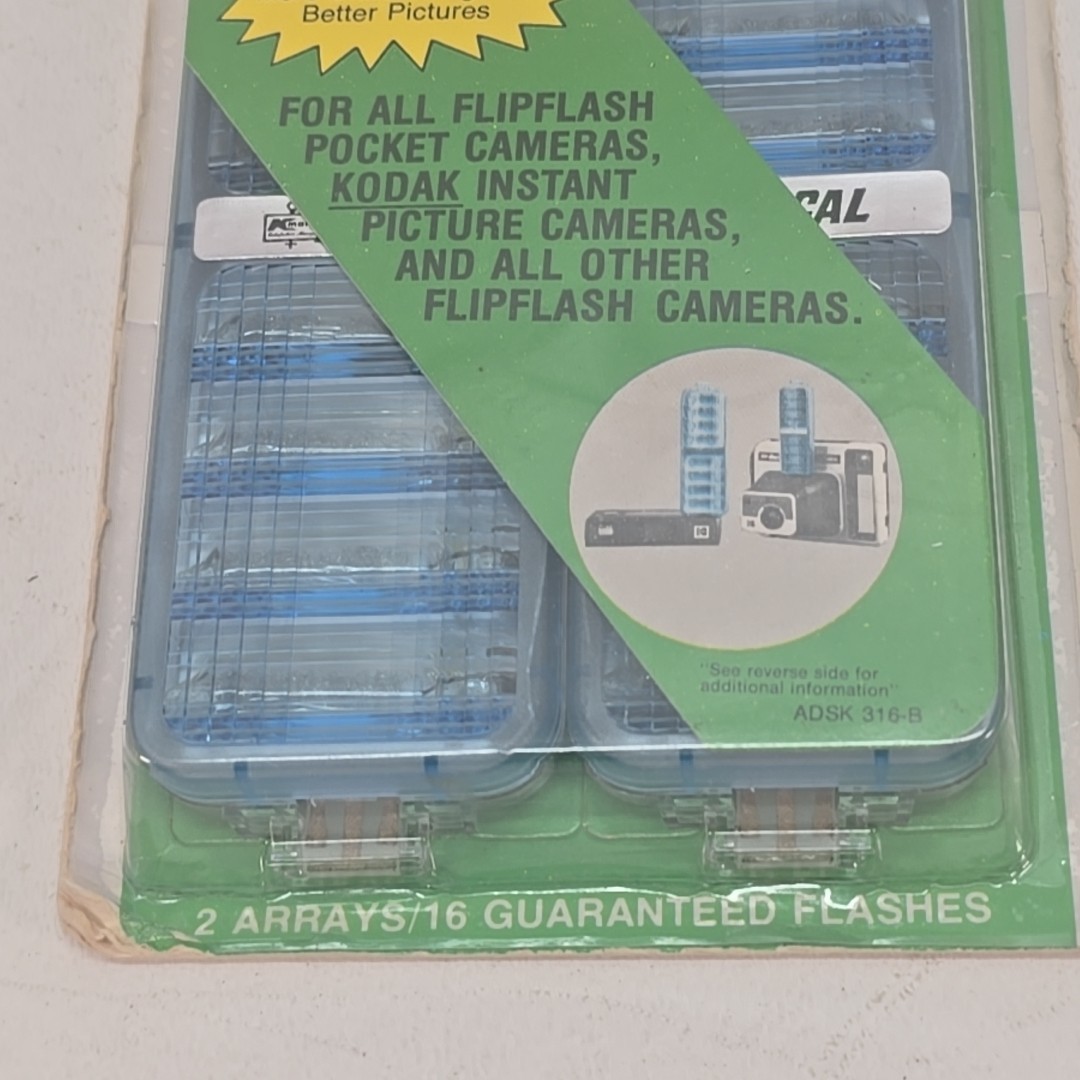 Better Pictures
FOR ALL FLIPFLASH
POCKET CAMERAS,
KODAK INSTANT
PICTURE CAMERAS,
AND ALL OTHER
FLIPFLASH CAMERAS.
"See reverse side for
additional information"
ADSK 316-B
2 ARRAYS/16 GUARANTEED FLASHES